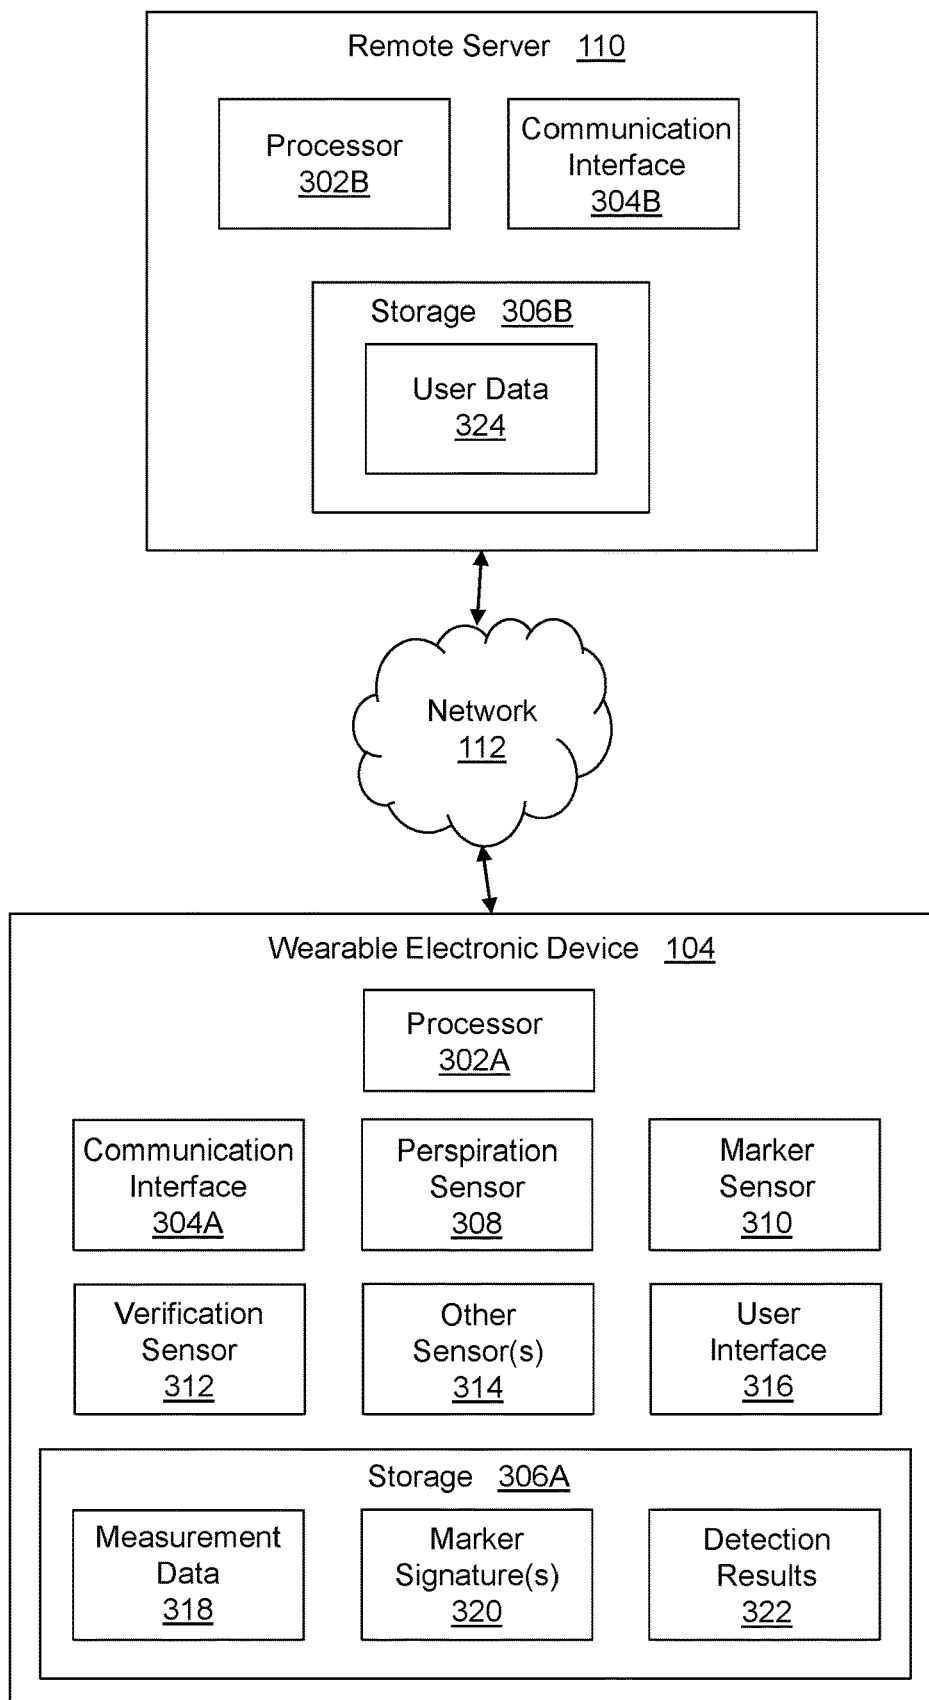 Remote Server 110
Processor
302B
Communication
Interface
304B
Storage 306B
User Data
324
Network
112
Wearable Electronic Device 104
Processor
302A
Communication
Interface
304A
Perspiration
Sensor
308
Marker
Sensor
310
Verification
Sensor
312
Other
Sensor(s)
314
User
Interface
316
Storage 306A
Measurement
Data
318
Marker
Signature(s)
320
Detection
Results
322